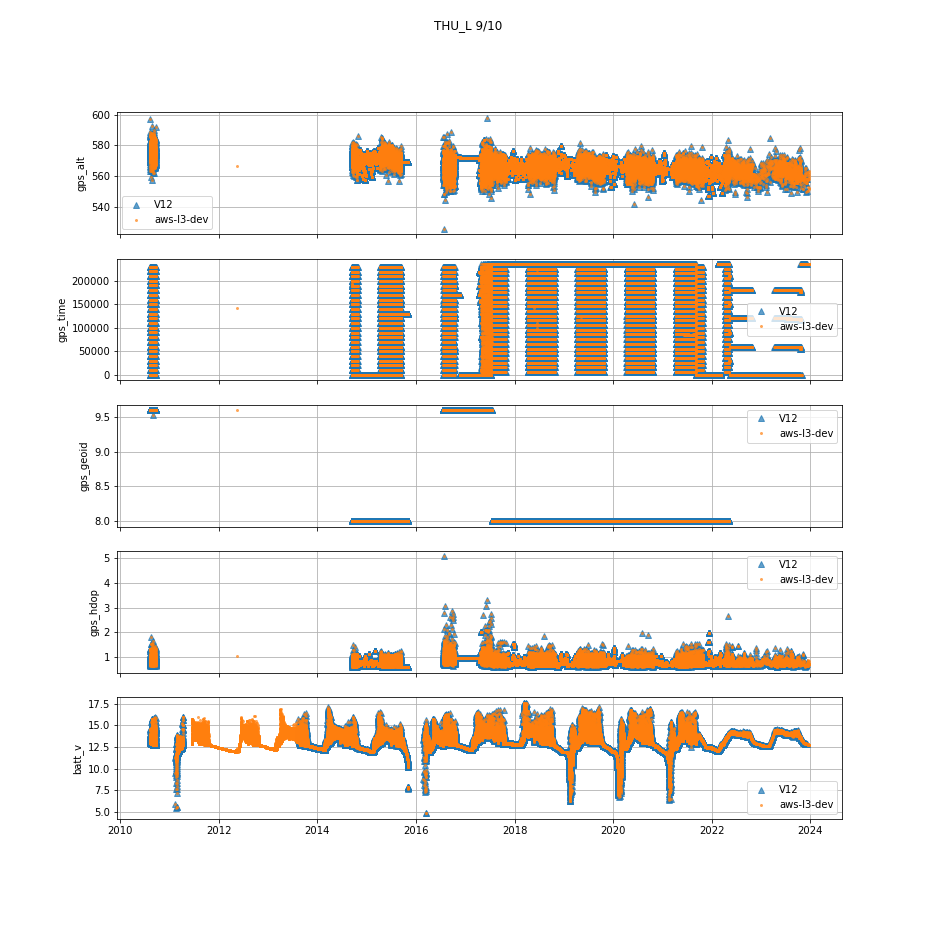 THU_L 9/10
600
580
560
540
gps_alt
V12
aws-l3-dev
200000
150000
100000
50000
0
gps_time
V12
aws-l3-dev
9.5
9.0
8.5
8.0
gps_geoid
V12
aws-l3-dev
5
4
3
2
1
gps_hdop
V12
aws-l3-dev
17.5
15.0
12.5
10.0
7.5
5.0
batt_v
V12
aws-l3-dev
2010 2012 2014 2016 2018 2020 2022 2024